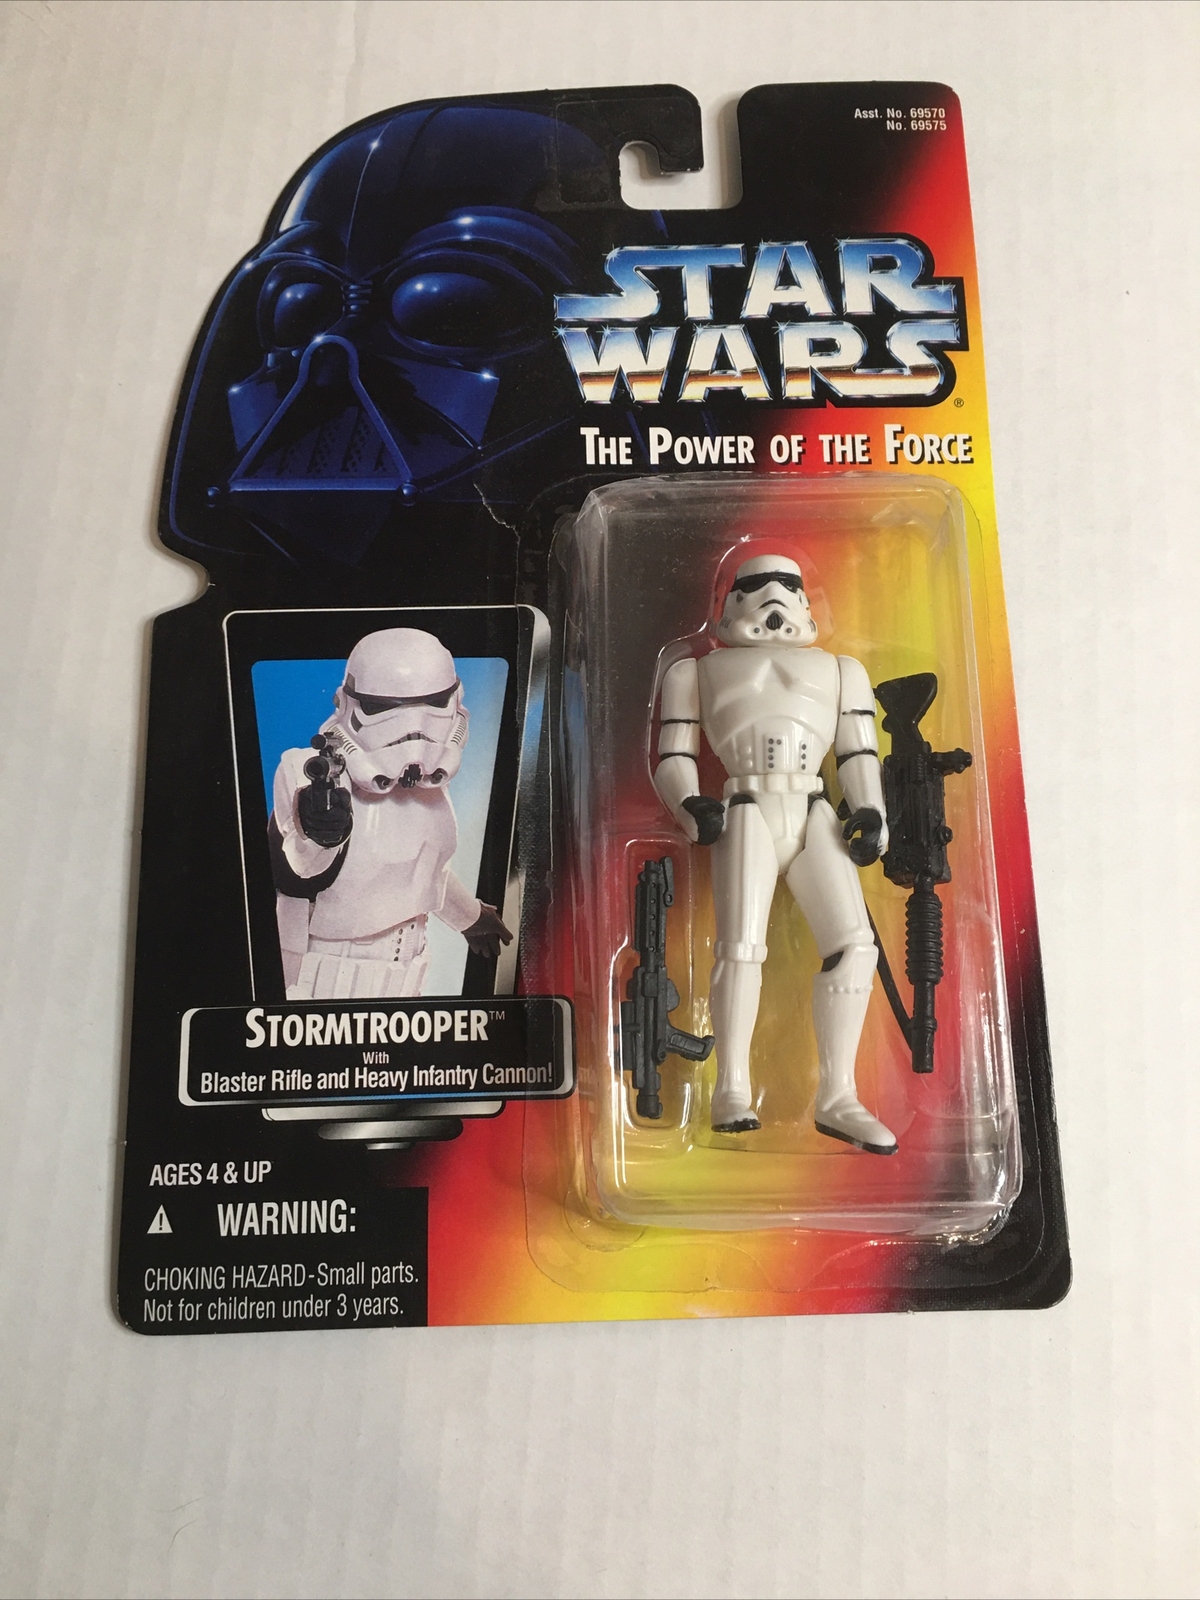 Asst. No. 69570
No. 69575
STAR
WARS®
THE POWER OF THE FORCE
STORMTROOPER™
With
Blaster Rifle and Heavy Infantry Cannon!
AGES 4 & UP
WARNING:
CHOKING HAZARD-Small parts.
Not for children under 3 years.